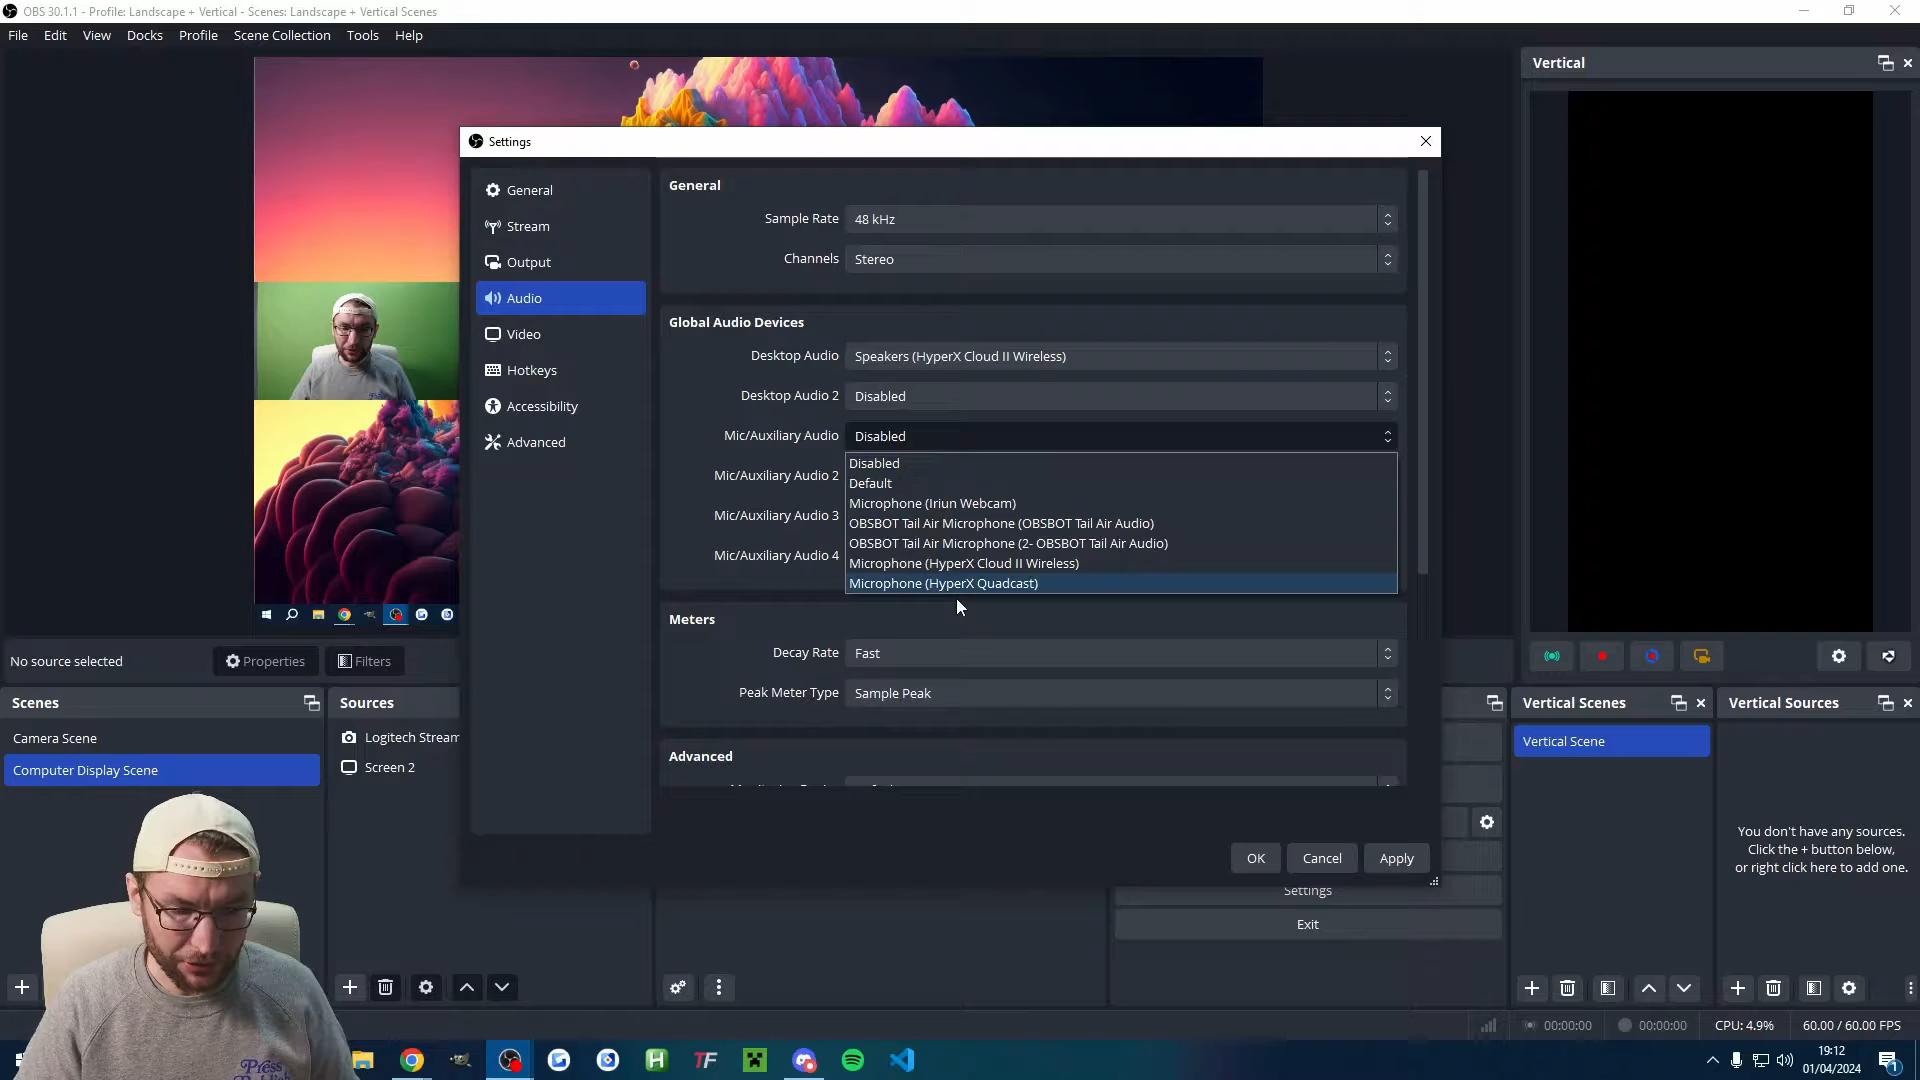 OBS 30.1.1 - Profile: Landscape + Vertical - Scenes: Landscape + Vertical Scenes
File Edit View Docks Profile Scene Collection Tools Help
Vertical
Settings
General
Stream
Output
Audio
Video
Hotkeys
Accessibility
Advanced
General
Sample Rate 48 kHz
Channels Stereo
Global Audio Devices
Desktop Audio Speakers (HyperX Cloud II Wireless)
Desktop Audio 2 Disabled
Mic/Auxiliary Audio Disabled
Mic/Auxiliary Audio 2
Mic/Auxiliary Audio 3
Mic/Auxiliary Audio 4
Disabled
Default
Microphone (Iriun Webcam)
OBSBOT Tail Air Microphone (OBSBOT Tail Air Audio)
OBSBOT Tail Air Microphone (2- OBSBOT Tail Air Audio)
Microphone (HyperX Cloud II Wireless)
Microphone (HyperX Quadcast)
Meters
Decay Rate Fast
Peak Meter Type Sample Peak
Advanced
OK Cancel Apply
No source selected
Properties Filters
Scenes
Camera Scene
Computer Display Scene
Sources
Logitech Stream
Screen 2
Settings
Exit
Vertical Scenes
Vertical Scene
Vertical Sources
You don't have any sources.
Click the + button below,
or right click here to add one.
00:00:00 00:00:00 CPU: 4.9% 60.00 / 60.00 FPS
Press
Publish
H TF
19:12
01/04/2024
1